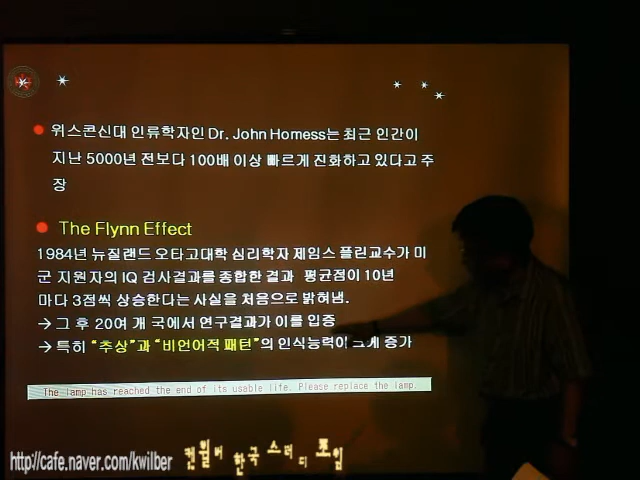 위스콘신대 인류학자인 Dr. John Homess는 최근 인간이
지난 5000년 전보다 100배 이상 빠르게 진화하고 있다고 주
장
The Flynn Effect
1984년 뉴질랜드 오타고대학 심리학자 제임스 플린교수가 미
군 지원자의 IQ 검사결과를 종합한 결과 평균점이 10년
마다 3점씩 상승한다는 사실을 처음으로 밝혀냄.
→ 그 후 20여 개 국에서 연구결과가 이를 입증
→ 특히 "추상"과 "비언어적 패턴"의 인식능력이 크게 증가
The lamp has reached the end of its usable life. Please replace the lamp.
http://cafe.naver.com/kwilber 켄 윌버 한국 스터디 모임